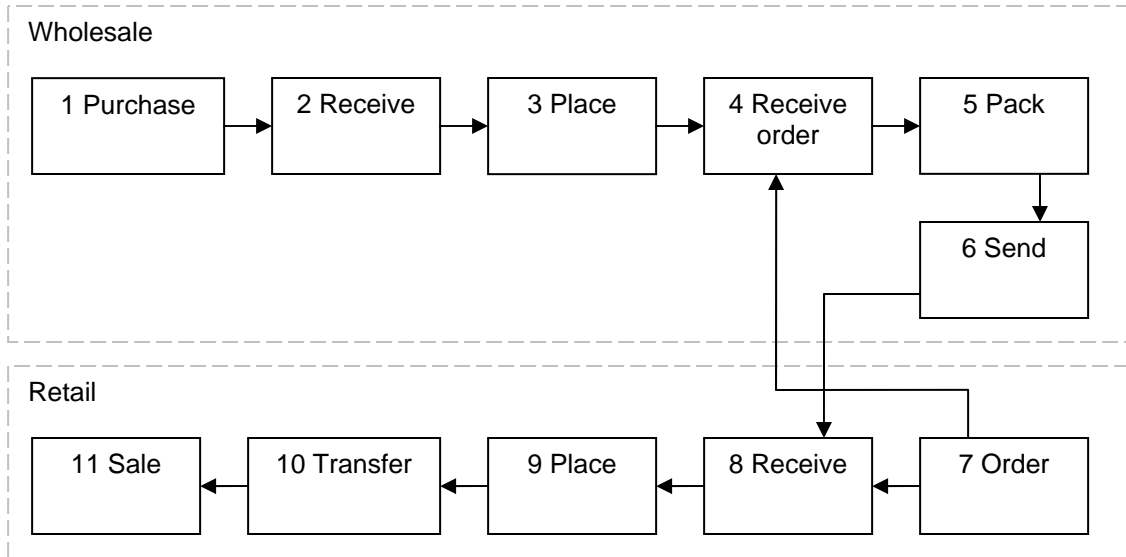 Wholesale
1 Purchase
2 Receive
3 Place
4 Receive
order
5 Pack
6 Send
Retail
11 Sale
10 Transfer
9 Place
8 Receive
7 Order